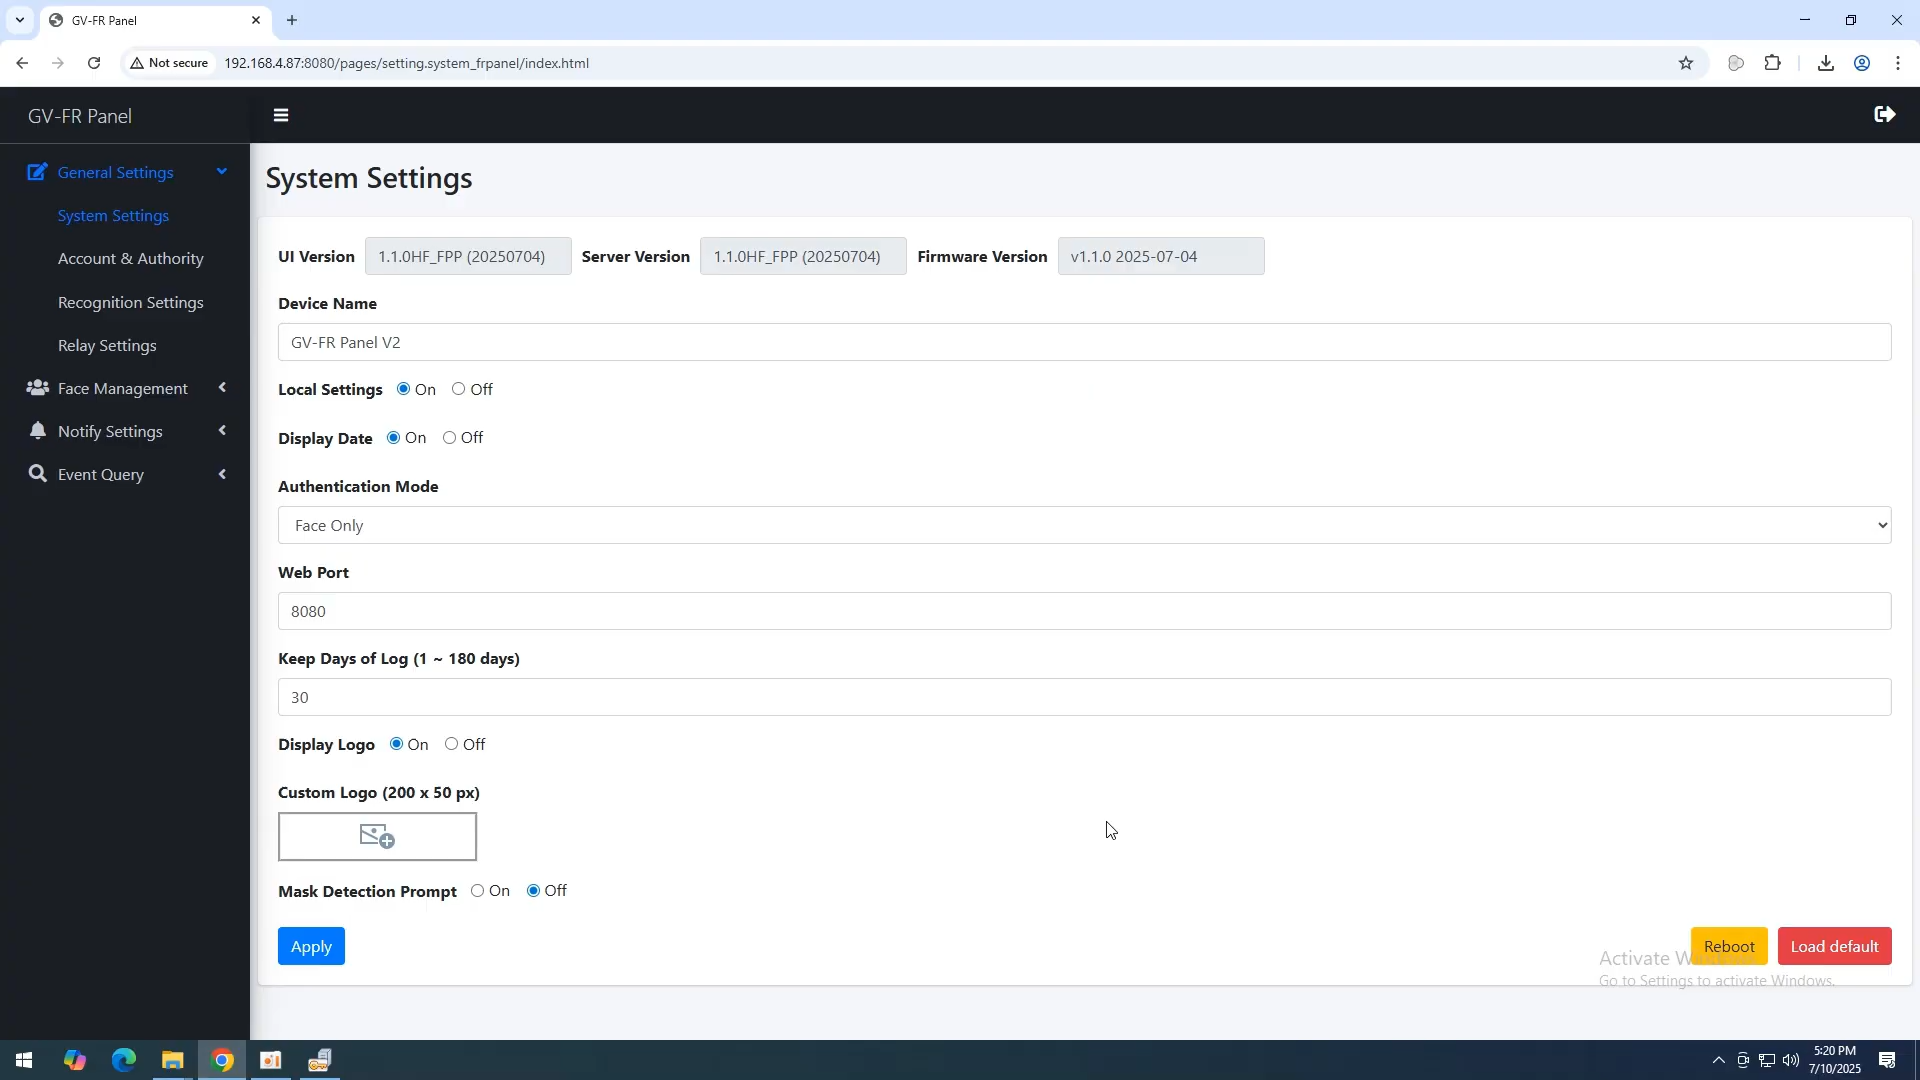 GV-FR Panel
Not secure 192.168.4.87:8080/pages/setting.system_frpanel/index.html
GV-FR Panel
General Settings
System Settings
Account & Authority
Recognition Settings
Relay Settings
Face Management
Notify Settings
Event Query
System Settings
UI Version 1.1.0HF_FPP (20250704) Server Version 1.1.0HF_FPP (20250704) Firmware Version v1.1.0 2025-07-04
Device Name
GV-FR Panel V2
Local Settings On Off
Display Date On Off
Authentication Mode
Face Only
Web Port
8080
Keep Days of Log (1 ~ 180 days)
30
Display Logo On Off
Custom Logo (200 x 50 px)
Mask Detection Prompt On Off
Apply Reboot Load default
Activate
Go to Settings to activate Windows.
5:20 PM
7/10/2025